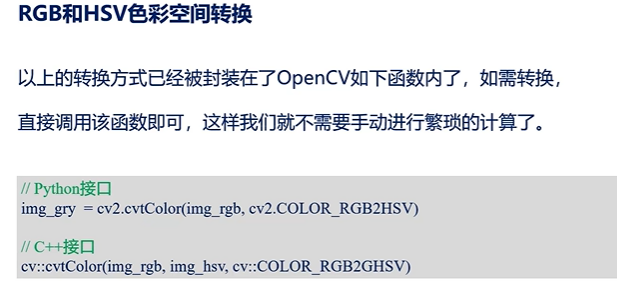 RGB和HSV色彩空间转换
以上的转换方式已经被封装在了OpenCV如下函数内了，如需转换，
直接调用该函数即可，这样我们就不需要手动进行繁琐的计算了。
// Python接口
img_gry  = cv2.cvtColor(img_rgb, cv2.COLOR_RGB2HSV)
// C++接口
cv::cvtColor(img_rgb, img_hsv, cv::COLOR_RGB2GHSV)